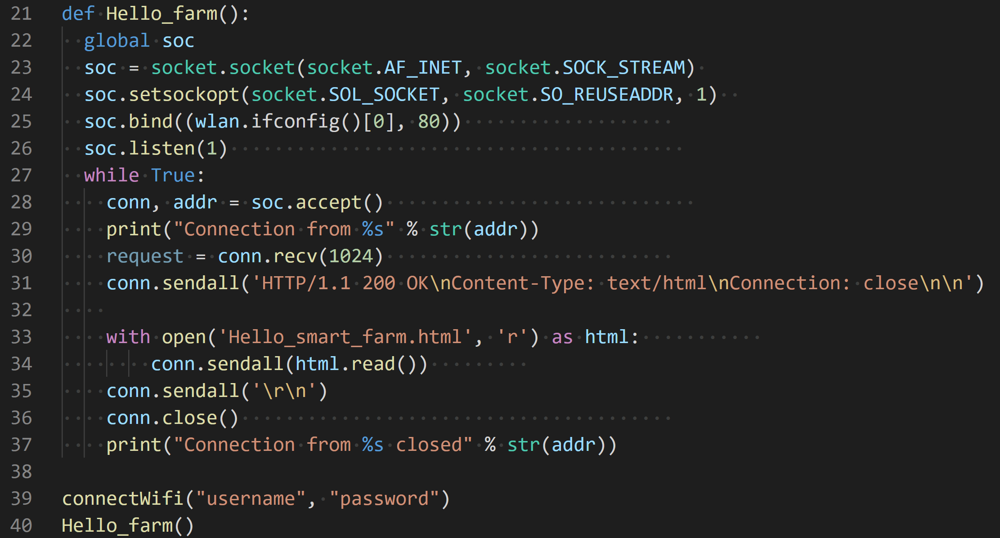 21 def Hello_farm():
22   global soc
23   soc = socket.socket(socket.AF_INET, socket.SOCK_STREAM)
24   soc.setsockopt(socket.SOL_SOCKET, socket.SO_REUSEADDR, 1)
25   soc.bind((wlan.ifconfig()[0], 80))
26   soc.listen(1)
27   while True:
28     conn, addr = soc.accept()
29     print("Connection from %s" % str(addr))
30     request = conn.recv(1024)
31     conn.sendall('HTTP/1.1 200 OK\nContent-Type: text/html\nConnection: close\n\n')
32
33     with open('Hello_smart_farm.html', 'r') as html:
34         conn.sendall(html.read())
35     conn.sendall('\r\n')
36     conn.close()
37     print("Connection from %s closed" % str(addr))
38
39 connectWifi("username", "password")
40 Hello_farm()